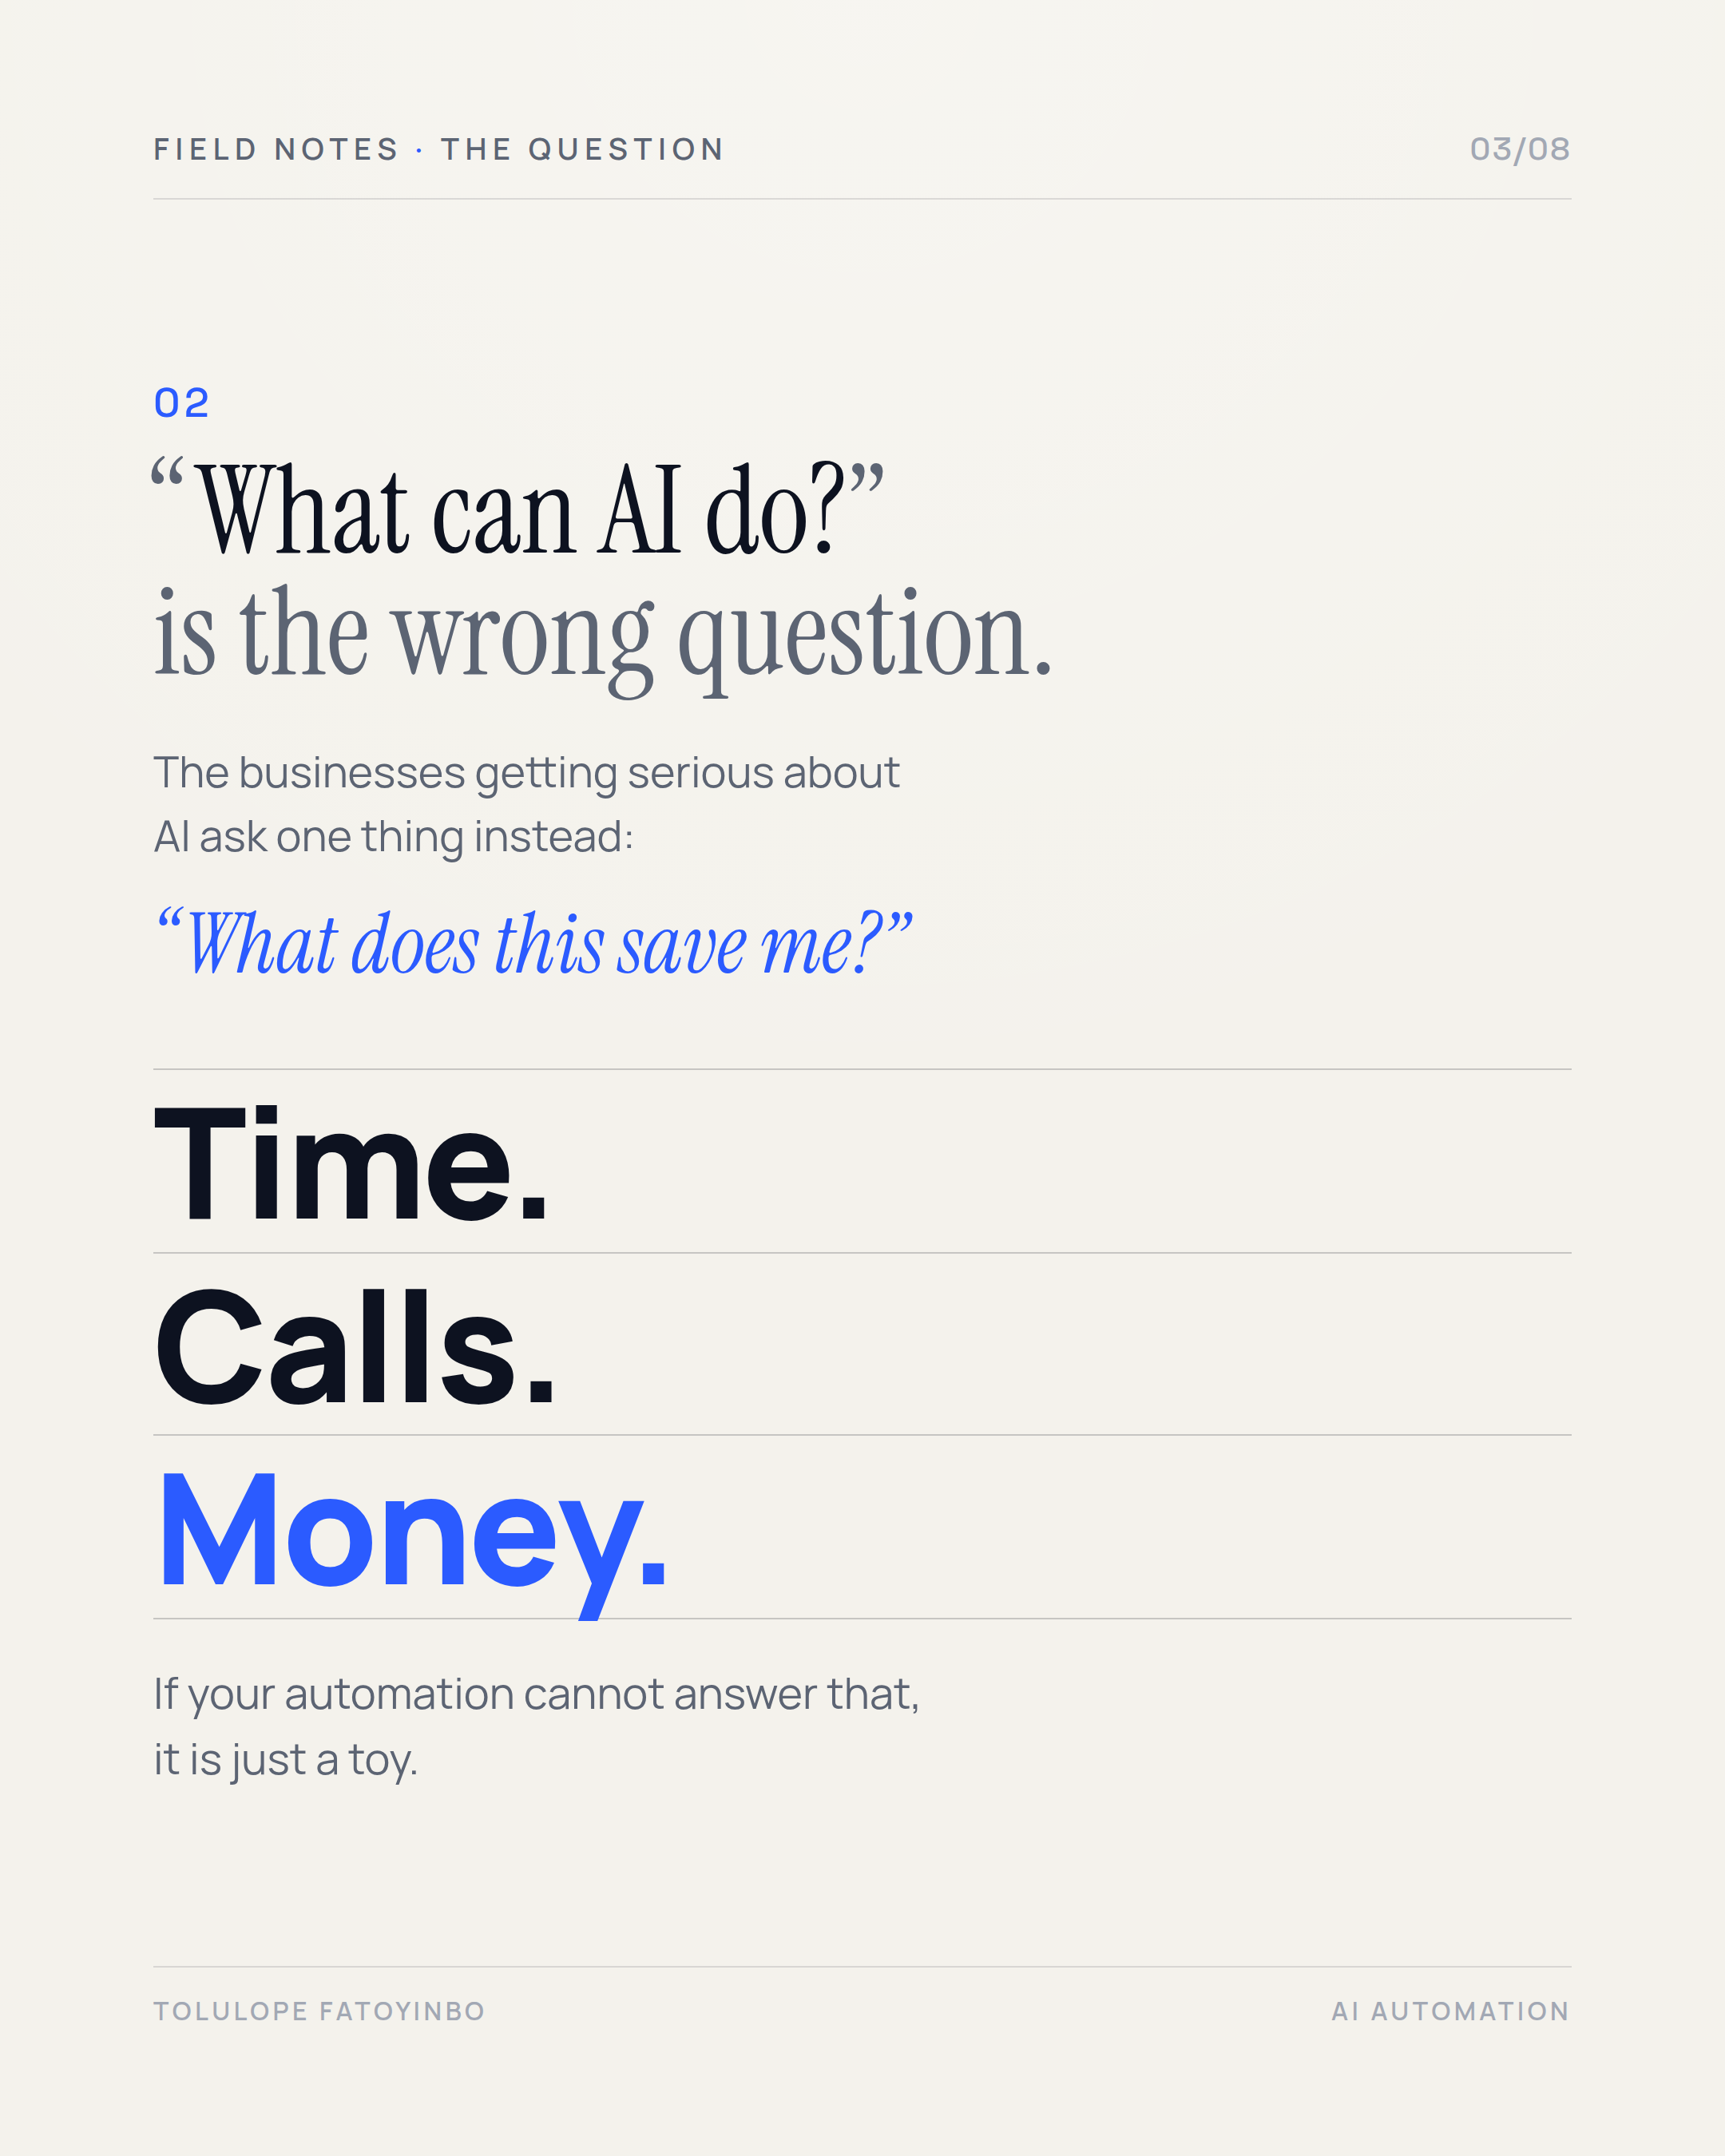 FIELD NOTES · THE QUESTION
03/08
02
“What can AI do?”
is the wrong question.
The businesses getting serious about
AI ask one thing instead:
“What does this save me?”
Time.
Calls.
Money.
If your automation cannot answer that,
it is just a toy.
TOLULOPE FATOYINBO
AI AUTOMATION